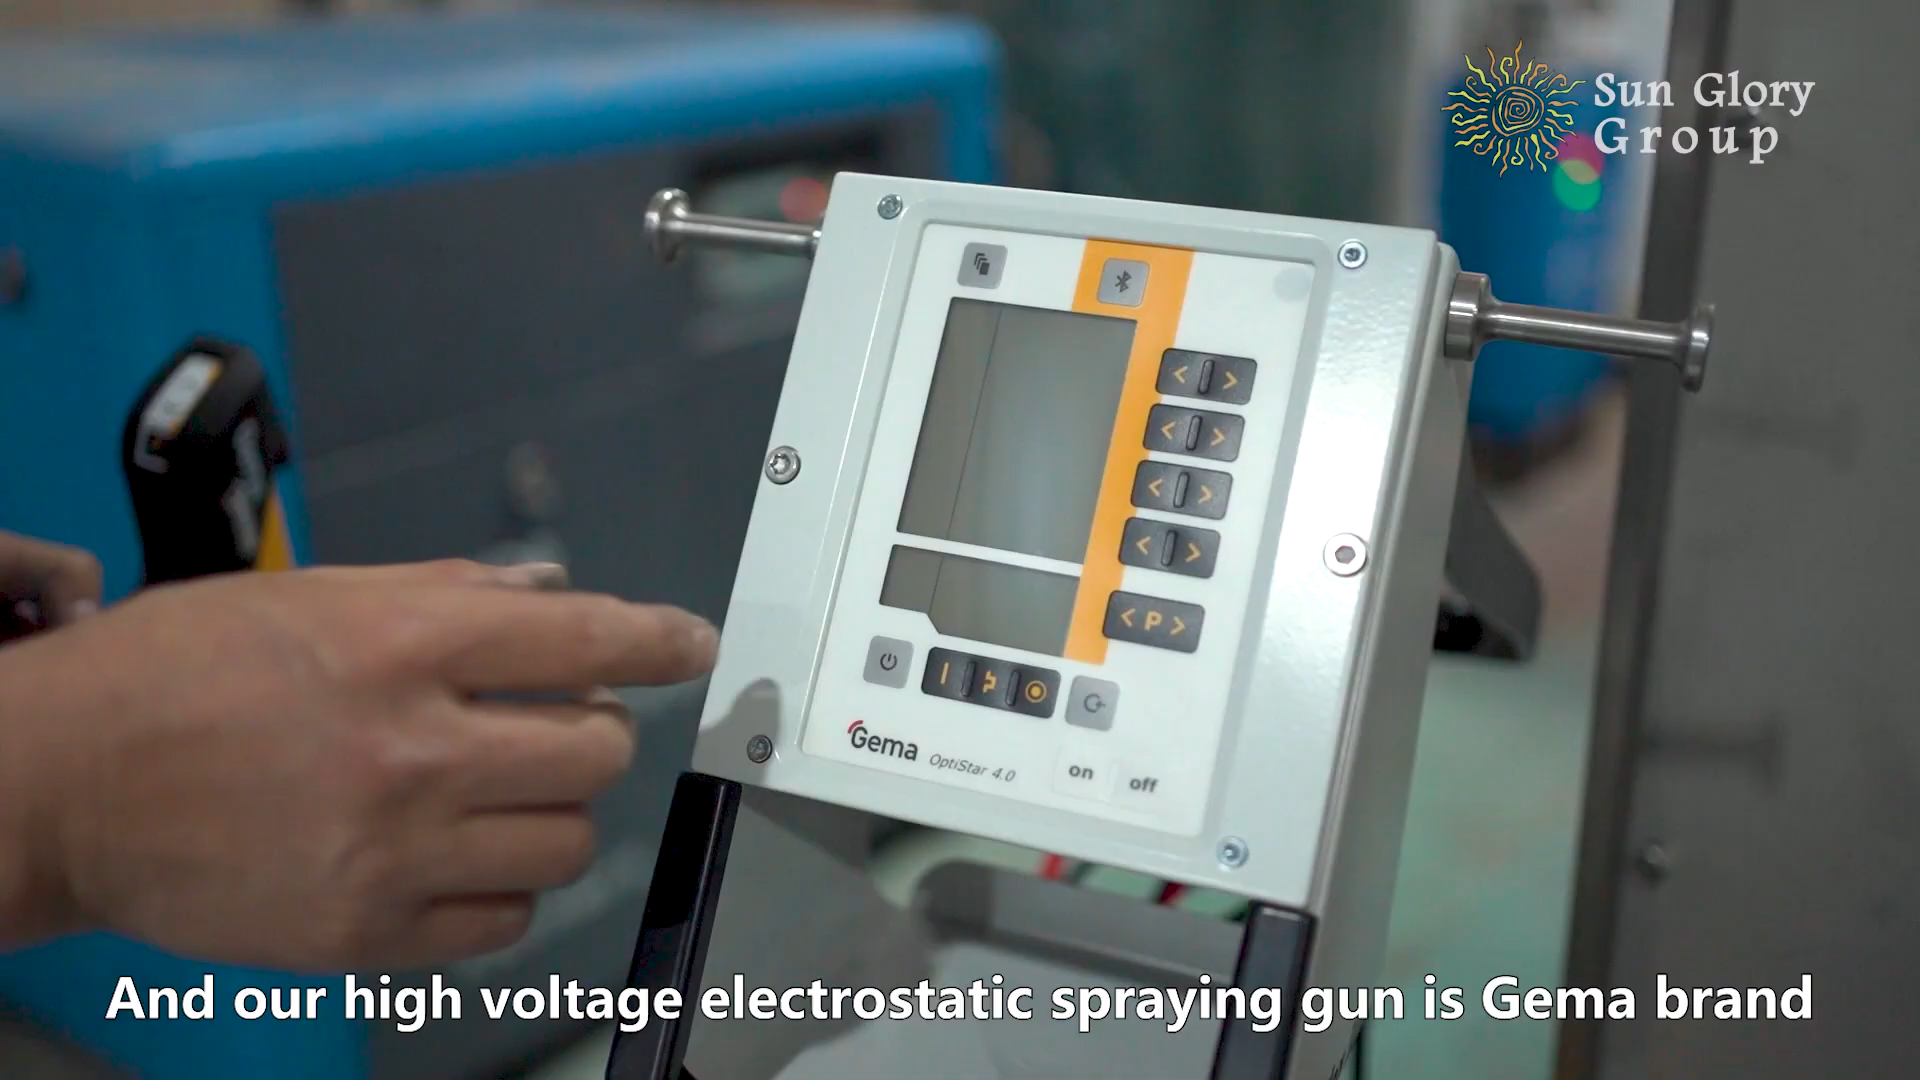 Sun Glory
Group
< >
< >
< >
< >
< P >
Gema OptiStar 4.0
on off
And our high voltage electrostatic spraying gun is Gema brand